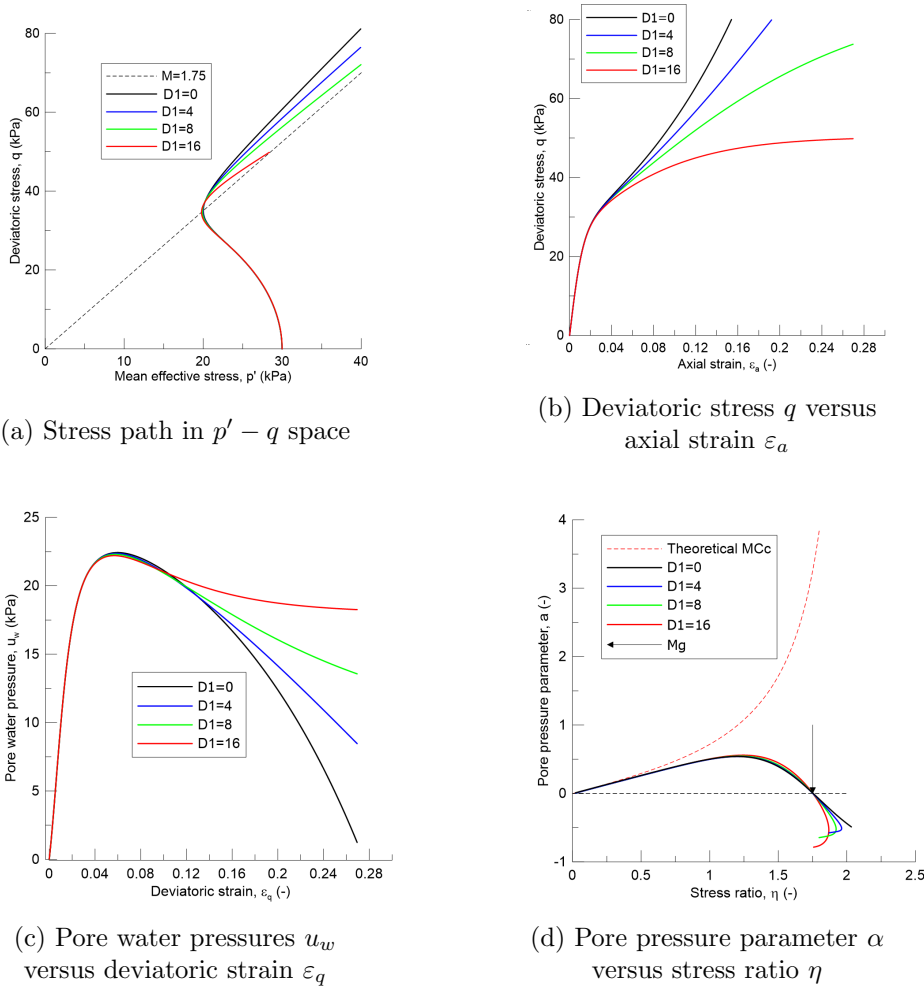 80
60
40
20
0
Deviatoric stress, q (kPa)
M=1.75
D1=0
D1=4
D1=8
D1=16
0 10 20 30 40
Mean effective stress, p' (kPa)
(a) Stress path in p′ − q space
80
60
40
20
0
Deviatoric stress, q (kPa)
D1=0
D1=4
D1=8
D1=16
0 0.04 0.08 0.12 0.16 0.20 0.24 0.28
Axial strain, εa (-)
(b) Deviatoric stress q versus
axial strain εa
25
20
15
10
5
0
Pore water pressure, uw (kPa)
D1=0
D1=4
D1=8
D1=16
0 0.04 0.08 0.12 0.16 0.20 0.24 0.28
Deviatoric strain, εq (-)
(c) Pore water pressures uw
versus deviatoric strain εq
4
3
2
1
0
-1
Pore pressure parameter, a (-)
Theoretical MCc
D1=0
D1=4
D1=8
D1=16
Mg
0 0.5 1 1.5 2 2.5
Stress ratio, η (-)
(d) Pore pressure parameter α
versus stress ratio η